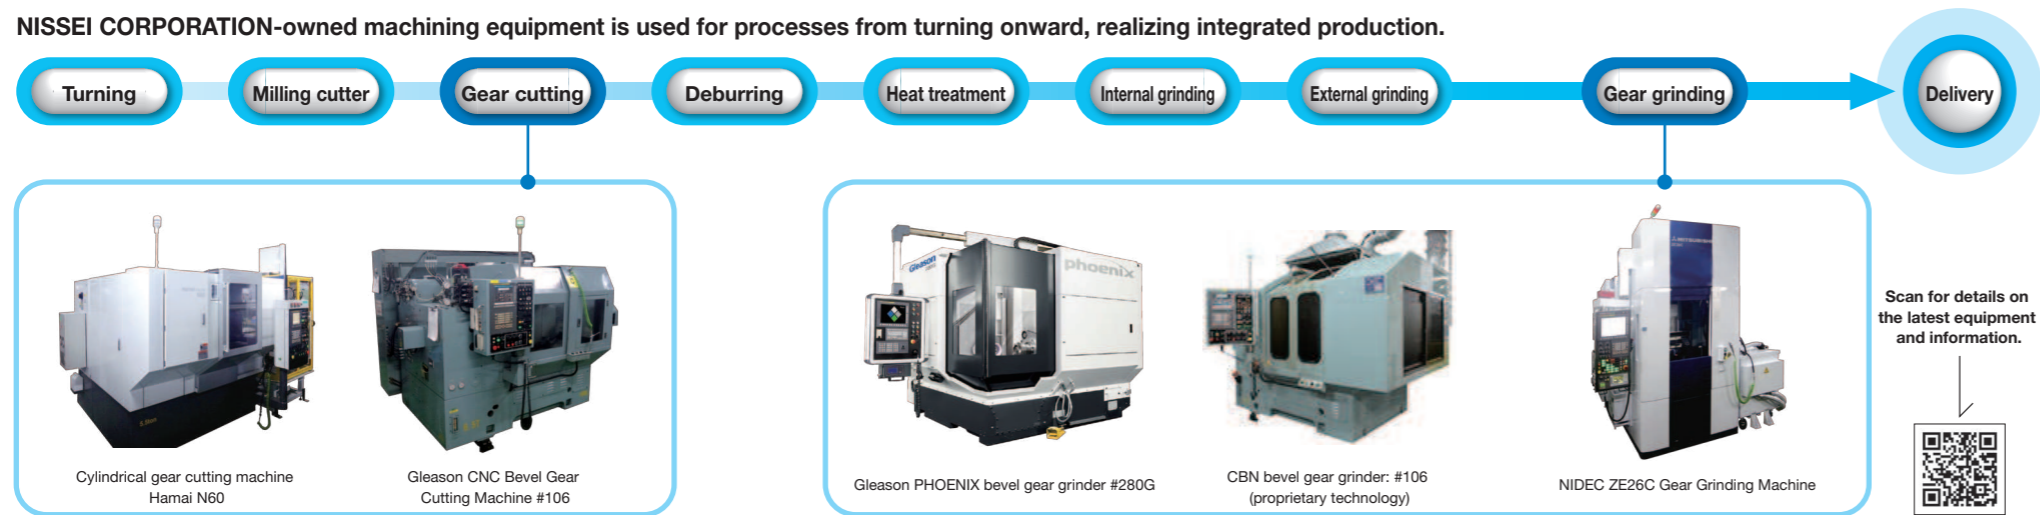 NISSEI CORPORATION-owned machining equipment is used for processes from turning onward, realizing integrated production.
Turning
Milling cutter
Gear cutting
Deburring
Heat treatment
Internal grinding
External grinding
Gear grinding
Delivery
Gleason
phoenix
Cylindrical gear cutting machine
Hamai N60
Gleason CNC Bevel Gear
Cutting Machine #106
Gleason PHOENIX bevel gear grinder #280G
CBN bevel gear grinder: #106
(proprietary technology)
NIDEC ZE26C Gear Grinding Machine
Scan for details on
the latest equipment
and information.